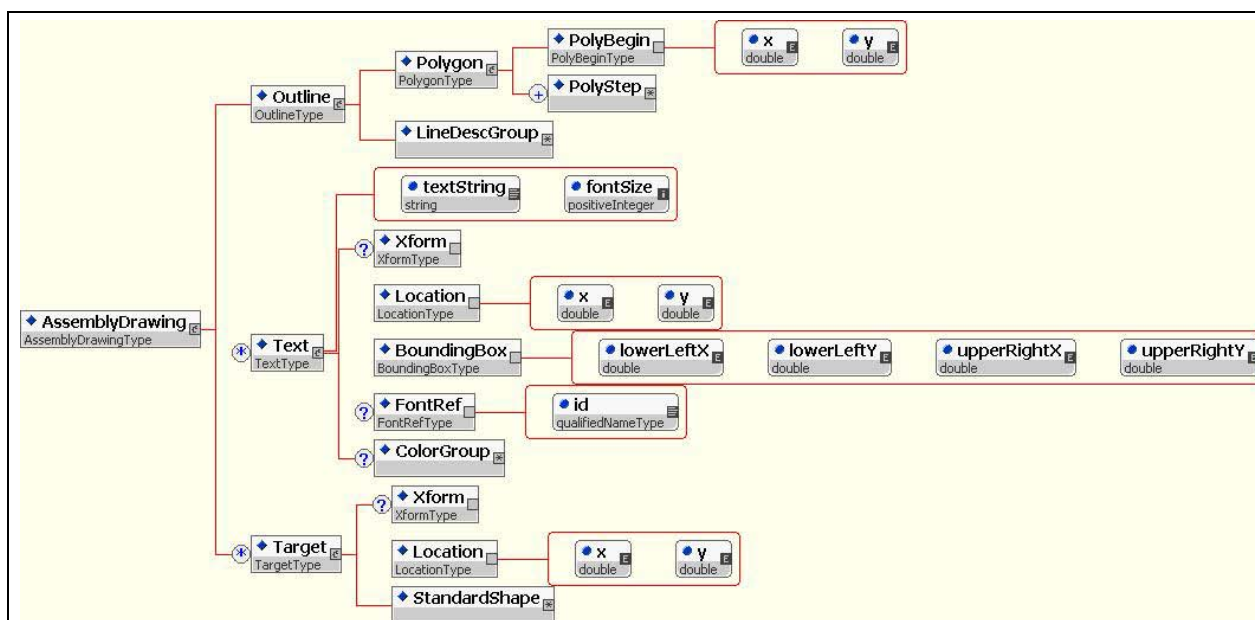 PolyBegin
PolyBeginType
x
double
y
double
Polygon
PolygonType
PolyStep
Outline
OutlineType
LineDescGroup
textString
string
fontSize
positiveInteger
Xform
XformType
Location
LocationType
x
double
y
double
AssemblyDrawing
AssemblyDrawingType
Text
TextType
BoundingBox
BoundingBoxType
lowerLeftX
double
lowerLeftY
double
upperRightX
double
upperRightY
double
FontRef
FontRefType
id
qualifiedNameType
ColorGroup
Xform
XformType
Target
TargetType
Location
LocationType
x
double
y
double
StandardShape